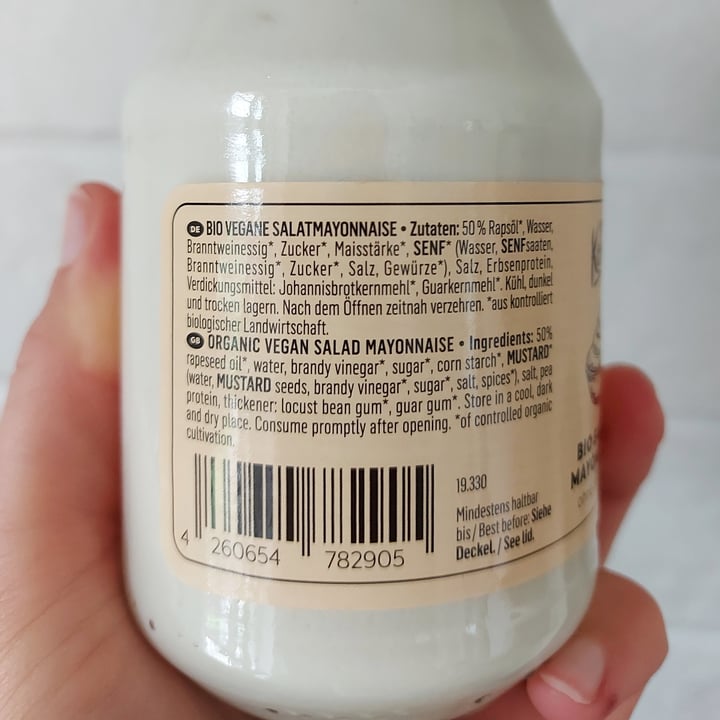 DE BIO VEGANE SALATMAYONNAISE • Zutaten: 50 % Rapsöl*, Wasser,
Branntweinessig*, Zucker*, Maisstärke*, SENF* (Wasser, SENFsaaten,
Branntweinessig*, Zucker*, Salz, Gewürze*), Salz, Erbsenprotein,
Verdickungsmittel: Johannisbrotkernmehl*, Guarkernmehl*. Kühl, dunkel
und trocken lagern. Nach dem Öffnen zeitnah verzehren. *aus kontrolliert
biologischer Landwirtschaft.
GB ORGANIC VEGAN SALAD MAYONNAISE • Ingredients: 50%
rapeseed oil*, water, brandy vinegar*, sugar*, corn starch*, MUSTARD*
(water, MUSTARD seeds, brandy vinegar*, sugar*, salt, spices*), salt, pea
protein, thickener: locust bean gum*, guar gum*. Store in a cool, dark
and dry place. Consume promptly after opening. *of controlled organic
cultivation.
19.330
Mindestens haltbar
bis / Best before: Siehe
Deckel. / See lid.
4 260654 782905